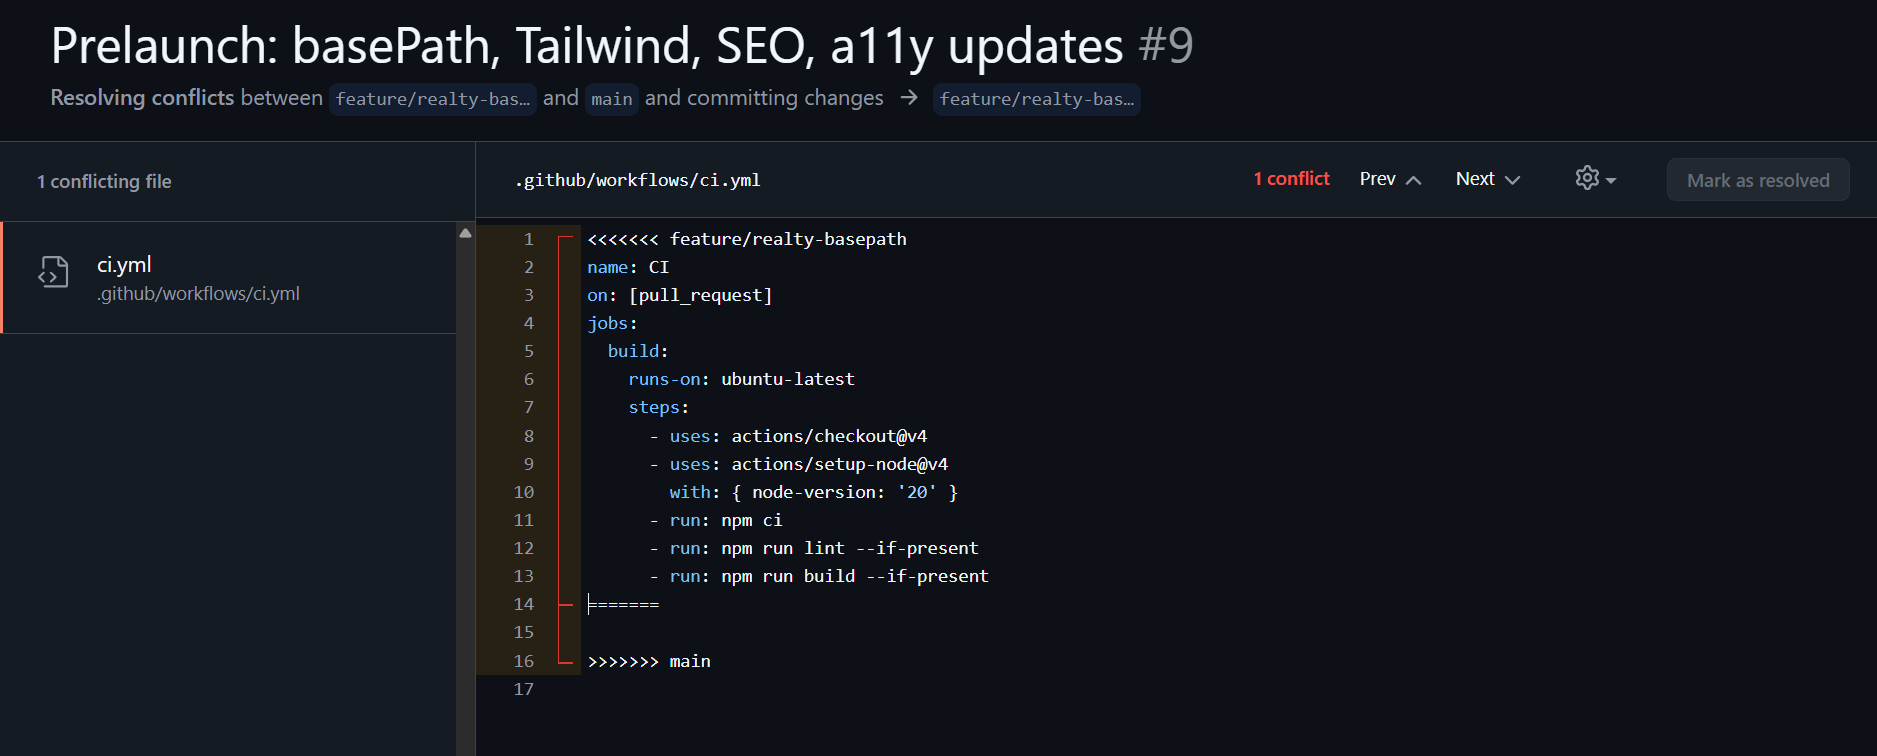 Prelaunch: basePath, Tailwind, SEO, a11y updates #9
Resolving conflicts between feature/realty-bas… and main and committing changes → feature/realty-bas…
1 conflicting file
.github/workflows/ci.yml
1 conflict Prev Next Mark as resolved
ci.yml
.github/workflows/ci.yml
1 <<<<<<< feature/realty-basepath
2 name: CI
3 on: [pull_request]
4 jobs:
5   build:
6     runs-on: ubuntu-latest
7     steps:
8       - uses: actions/checkout@v4
9       - uses: actions/setup-node@v4
10         with: { node-version: '20' }
11       - run: npm ci
12       - run: npm run lint --if-present
13       - run: npm run build --if-present
14 =======
15
16 >>>>>>> main
17